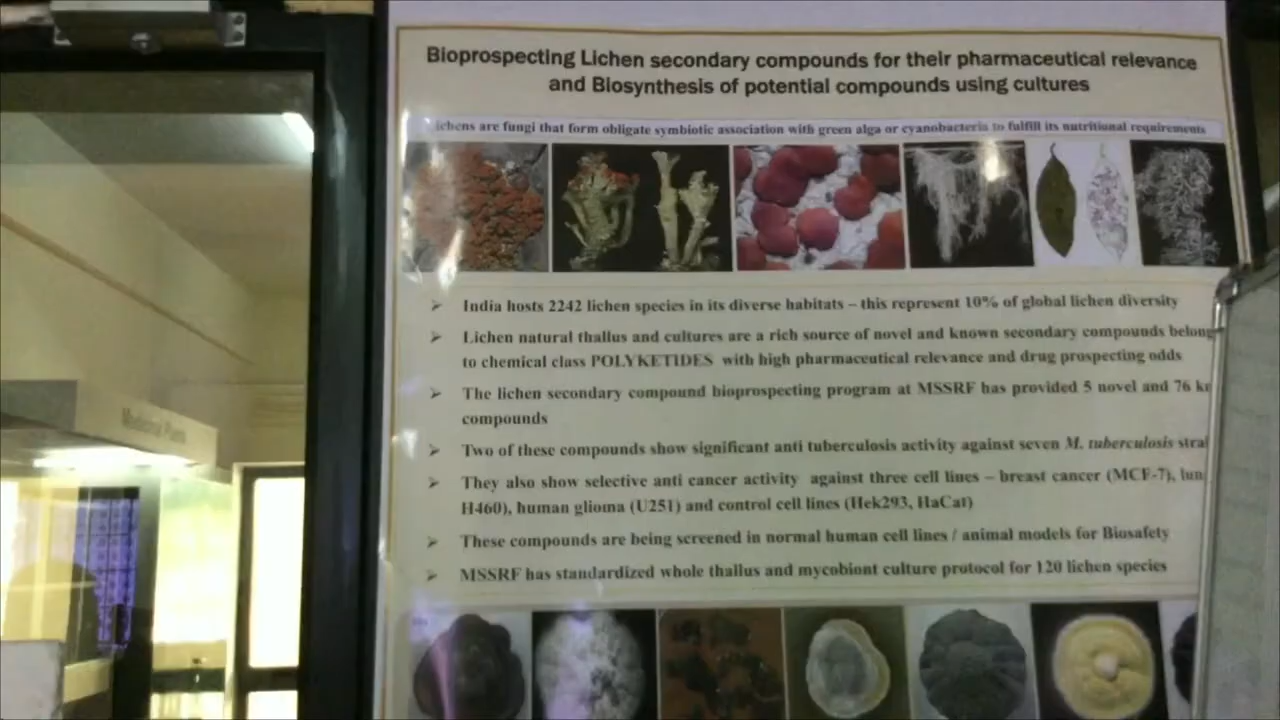 Bioprospecting Lichen secondary compounds for their pharmaceutical relevance
and Biosynthesis of potential compounds using cultures
ichens are fungi that form obligate symbiotic association with green alga or cyanobacteria to fulfill its nutritional requirements
➢ India hosts 2242 lichen species in its diverse habitats – this represent 10% of global lichen diversity
➢ Lichen natural thallus and cultures are a rich source of novel and known secondary compounds belong
to chemical class POLYKETIDES with high pharmaceutical relevance and drug prospecting odds
➢ The lichen secondary compound bioprospecting program at MSSRF has provided 5 novel and 76
compounds
➢ Two of these compounds show significant anti tuberculosis activity against seven M. tuberculosis
➢ They also show selective anti cancer activity against three cell lines – breast cancer (MCF-7),
H460), human glioma (U251) and control cell lines (Hek293, HaCat)
➢ These compounds are being screened in normal human cell lines / animal models for Biosafety
➢ MSSRF has standardized whole thallus and mycobiont culture protocol for 120 lichen species
Medicinal Plants